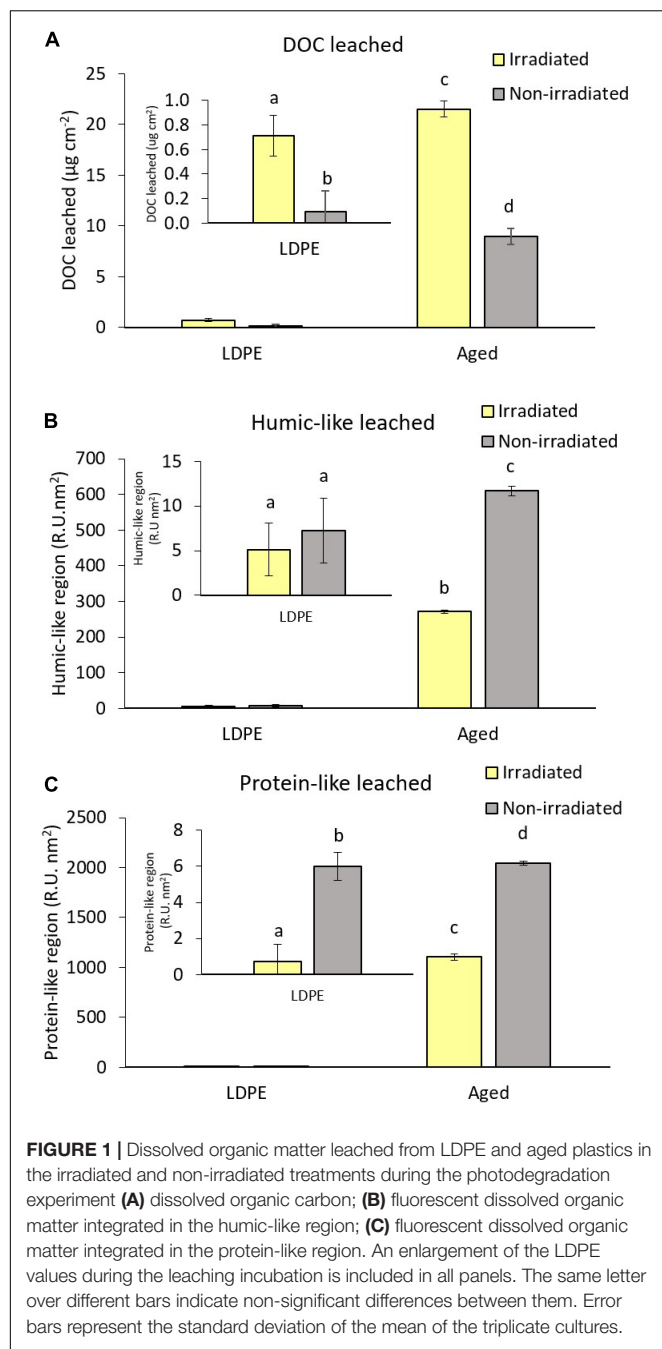 A
DOC leached
Irradiated
Non-irradiated
DOC leached (µg cm-2)
25
20
15
10
5
0
DOC leached (ug cm2)
1.0
0.8
0.6
0.4
0.2
0.0
a
b
LDPE
c
d
LDPE
Aged
B
Humic-like leached
Irradiated
Non-irradiated
Humic-like region (R.U.nm2)
700
600
500
400
300
200
100
0
Humic-like region
(R.U nm2)
15
10
5
0
a
a
LDPE
b
c
LDPE
Aged
C
Protein-like leached
Irradiated
Non-irradiated
Protein-like region (R.U. nm2)
2500
2000
1500
1000
500
0
Protein-like region
(R.U. nm2)
8
6
4
2
0
a
b
LDPE
c
d
LDPE
Aged
FIGURE 1 | Dissolved organic matter leached from LDPE and aged plastics in
the irradiated and non-irradiated treatments during the photodegradation
experiment (A) dissolved organic carbon; (B) fluorescent dissolved organic
matter integrated in the humic-like region; (C) fluorescent dissolved organic
matter integrated in the protein-like region. An enlargement of the LDPE
values during the leaching incubation is included in all panels. The same letter
over different bars indicate non-significant differences between them. Error
bars represent the standard deviation of the mean of the triplicate cultures.